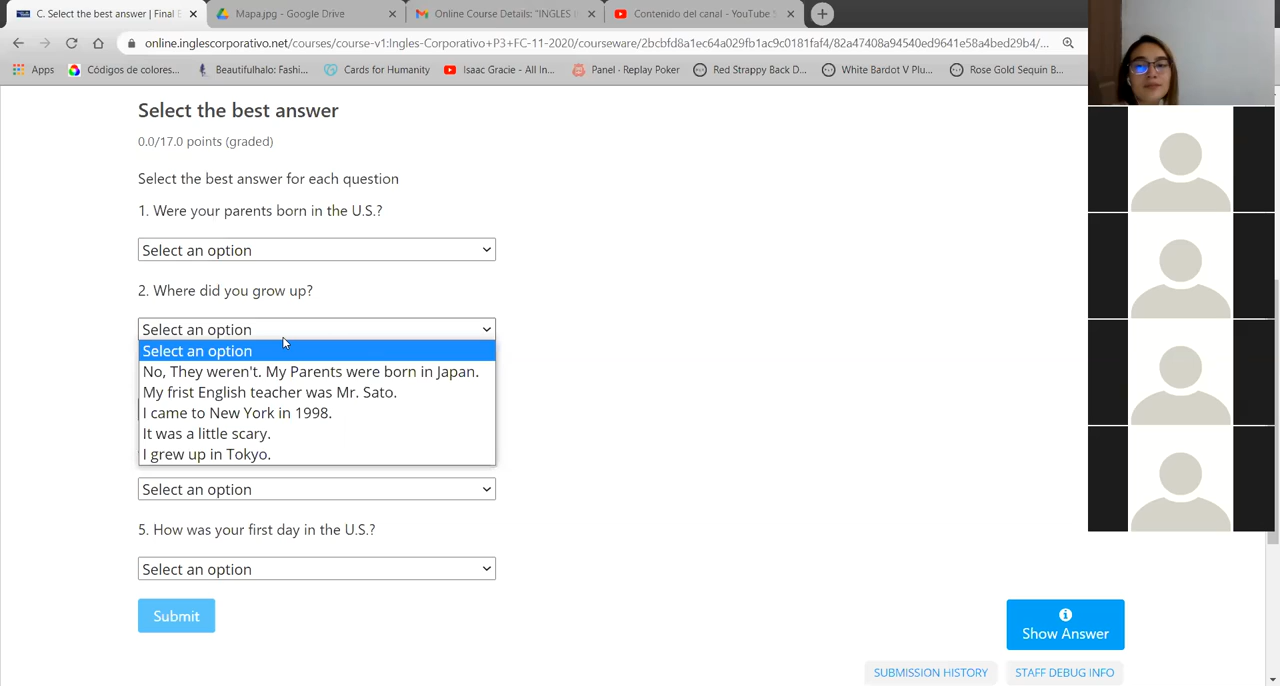 C. Select the best answer | Final E
Mapa.jpg - Google Drive
Online Course Details: "INGLES I
Contenido del canal - YouTube S
online.inglescorporativo.net/courses/course-v1:Ingles-Corporativo+P3+FC-11-2020/courseware/2bcbfd8a1ec64a029fb1ac9c0181faf4/82a47408a94540ed9641e58a4bed29b4/...
Apps
Códigos de colores...
Beautifulhalo: Fashi...
Cards for Humanity
Isaac Gracie - All In...
Panel · Replay Poker
Red Strappy Back D...
White Bardot V Plu...
Rose Gold Sequin B...
Select the best answer
0.0/17.0 points (graded)
Select the best answer for each question
1. Were your parents born in the U.S.?
Select an option
2. Where did you grow up?
Select an option
Select an option
No, They weren't. My Parents were born in Japan.
My frist English teacher was Mr. Sato.
I came to New York in 1998.
It was a little scary.
I grew up in Tokyo.
Select an option
5. How was your first day in the U.S.?
Select an option
Submit
Show Answer
SUBMISSION HISTORY
STAFF DEBUG INFO